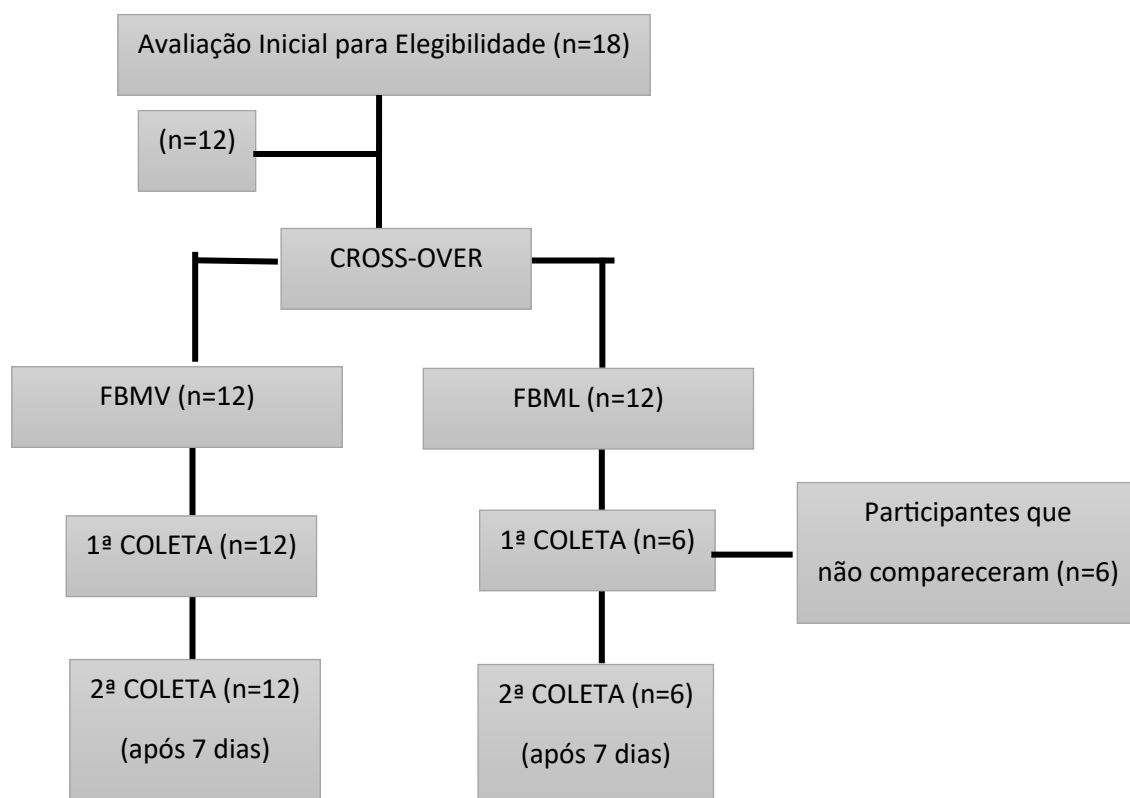 Avaliação Inicial para Elegibilidade (n=18)
(n=12)
CROSS-OVER
FBMV (n=12)
FBML (n=12)
1ª COLETA (n=12)
1ª COLETA (n=6)
Participantes que
não compareceram (n=6)
2ª COLETA (n=12)
(após 7 dias)
2ª COLETA (n=6)
(após 7 dias)